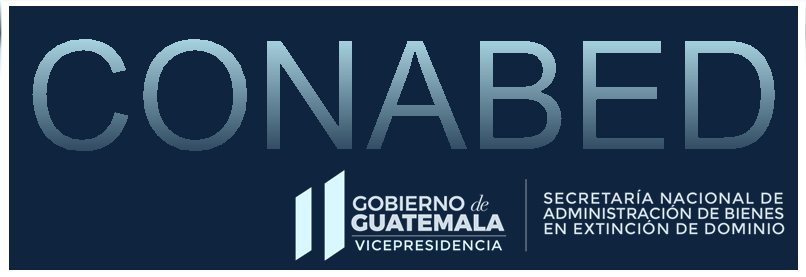 CONABED
GOBIERNO de
GUATEMALA
VICEPRESIDENCIA
SECRETARÍA NACIONAL DE
ADMINISTRACIÓN DE BIENES
EN EXTINCIÓN DE DOMINIO